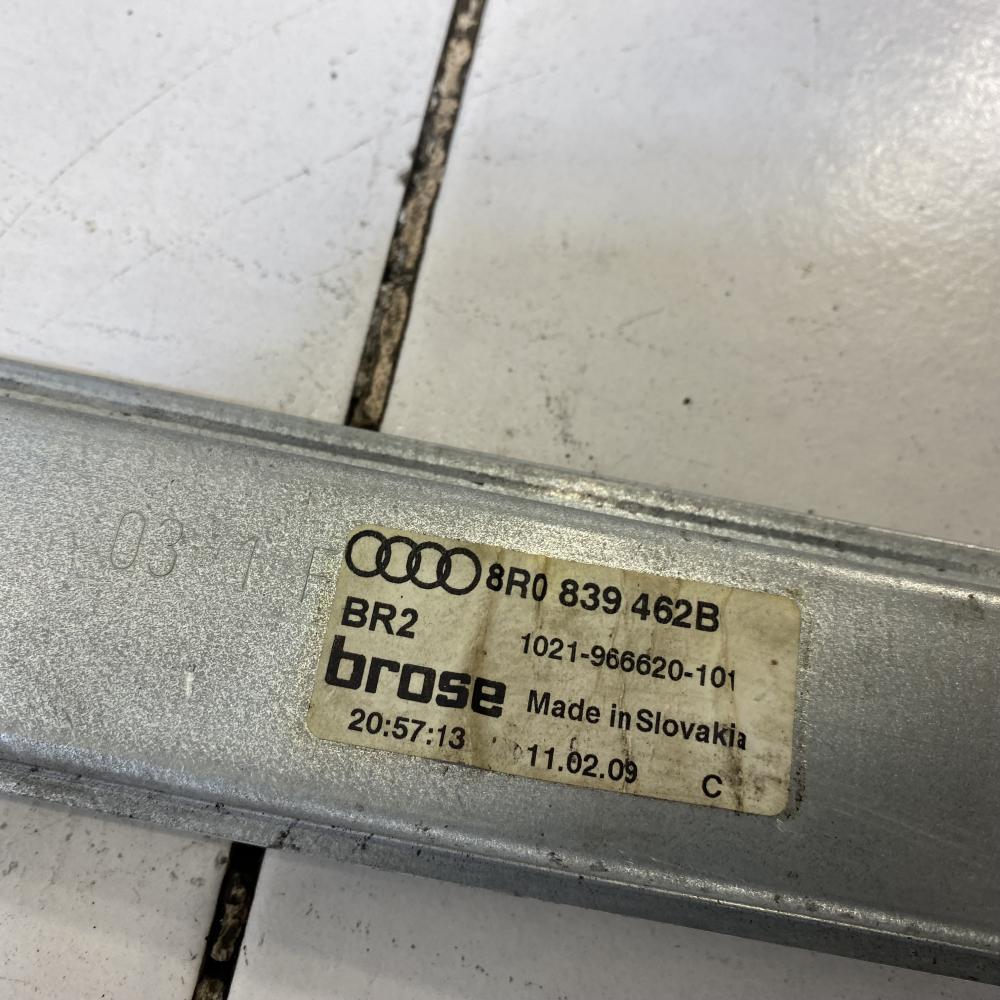 03 1 F
8R0 839 462B
BR2
1021-966620-101
brose
Made in Slovakia
20:57:13
11.02.09
C